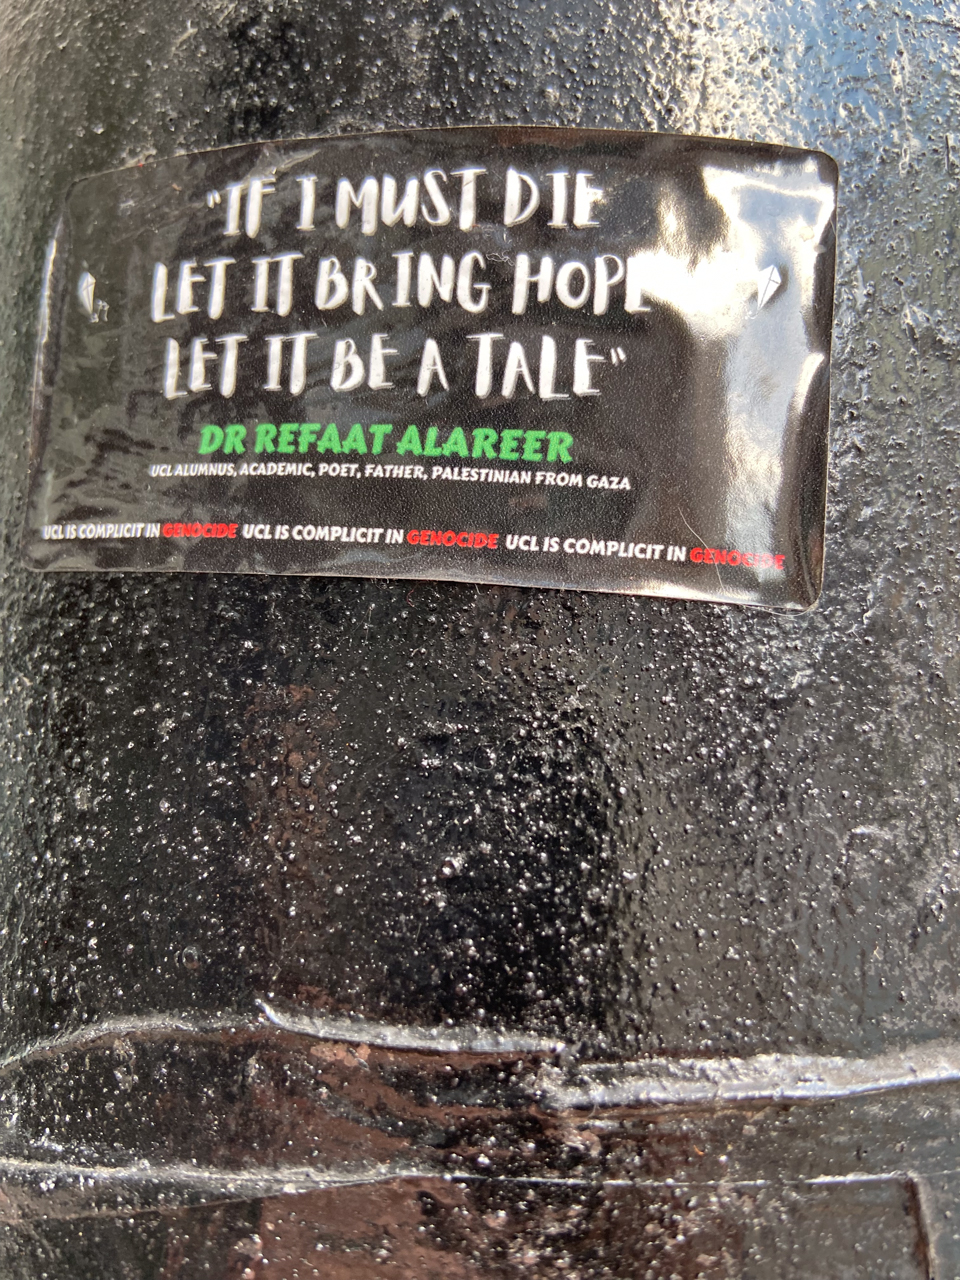 "IF I MUST DIE
LET IT BRING HOPE
LET IT BE A TALE"
DR REFAAT ALAREER
UCL ALUMNUS, ACADEMIC, POET, FATHER, PALESTINIAN FROM GAZA
UCL IS COMPLICIT IN GENOCIDE UCL IS COMPLICIT IN GENOCIDE UCL IS COMPLICIT IN GENOCIDE